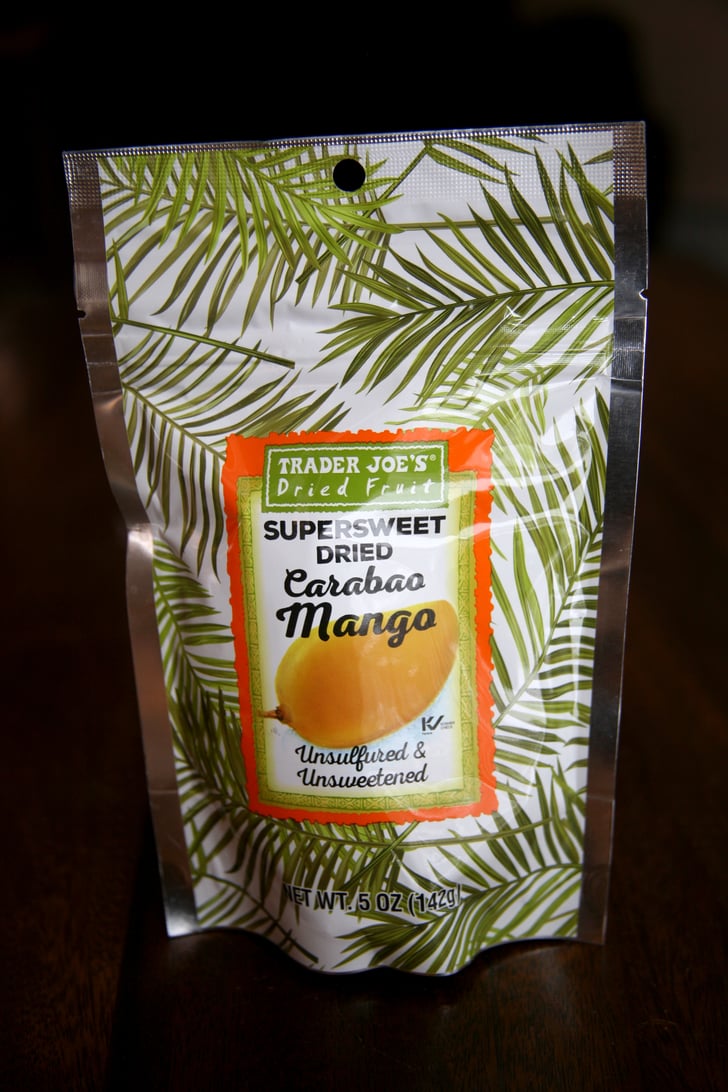 TRADER JOE'S®
Dried Fruit
SUPERSWEET
DRIED
Carabao
Mango
Unsulfured &
Unsweetened
NET WT. 5 OZ (142g)